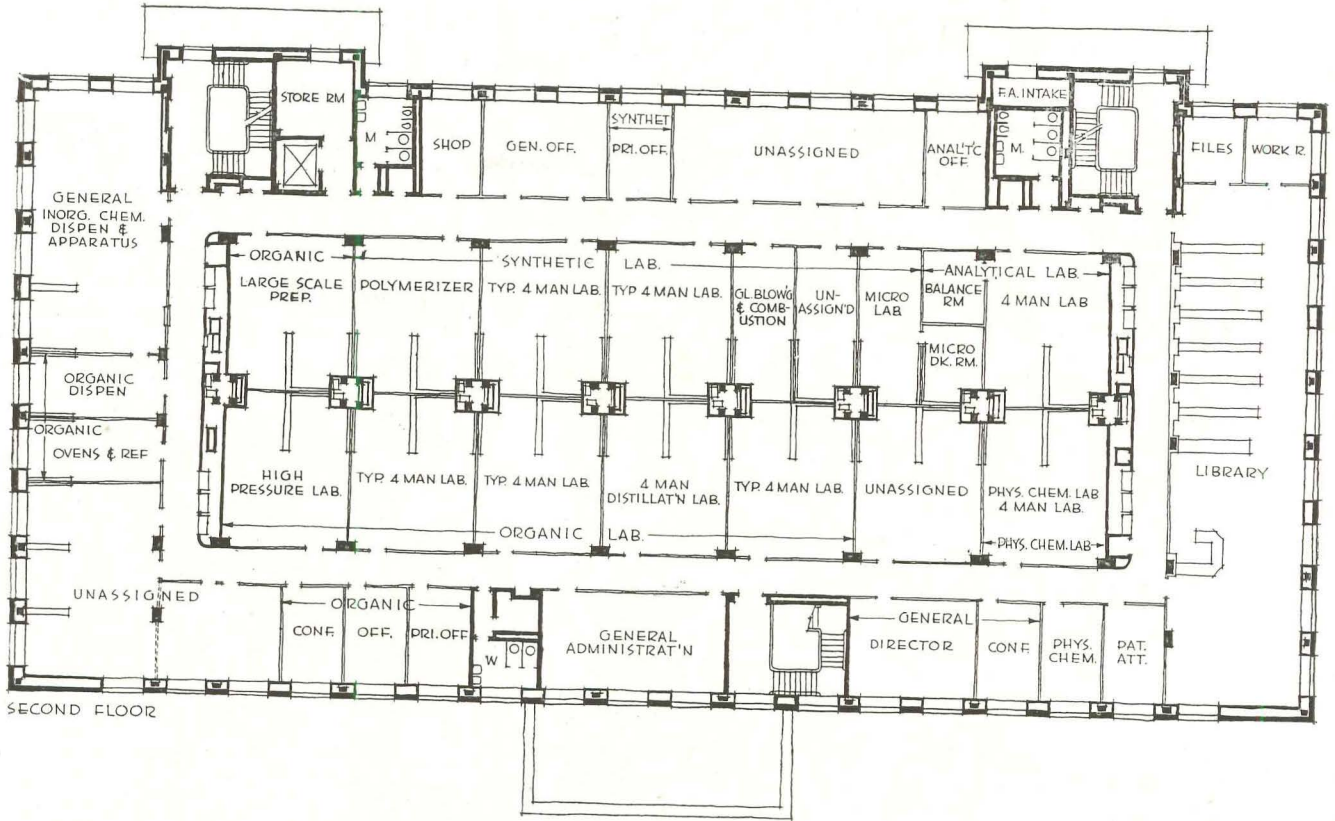 STORE RM
M.
SHOP
GEN. OFF.
SYNTHET
PRI. OFF.
UNASSIGNED
ANAL'T'C
OFF.
F.A. INTAKE
M.
FILES
WORK R.
GENERAL
INORG. CHEM.
DISPEN &
APPARATUS
ORGANIC
LARGE SCALE
PREP.
SYNTHETIC LAB.
POLYMERIZER
TYP. 4 MAN LAB.
TYP. 4 MAN LAB.
GL. BLOW'G
& COMB-
USTION
UN-
ASSIGN'D
MICRO
LAB.
ANALYTICAL LAB.
BALANCE
RM
4 MAN LAB
MICRO
DK. RM.
ORGANIC
DISPEN
ORGANIC
OVENS & REF
HIGH
PRESSURE LAB.
TYP. 4 MAN LAB.
TYP. 4 MAN LAB.
4 MAN
DISTILLAT'N LAB.
TYP. 4 MAN LAB.
UNASSIGNED
PHYS. CHEM. LAB
4 MAN LAB.
LIBRARY
ORGANIC LAB.
PHYS. CHEM. LAB
UNASSIGNED
ORGANIC
CONF.
OFF.
PRI. OFF
W
GENERAL
ADMINISTRAT'N
GENERAL
DIRECTOR
CONF.
PHYS.
CHEM.
PAT.
ATT.
SECOND FLOOR